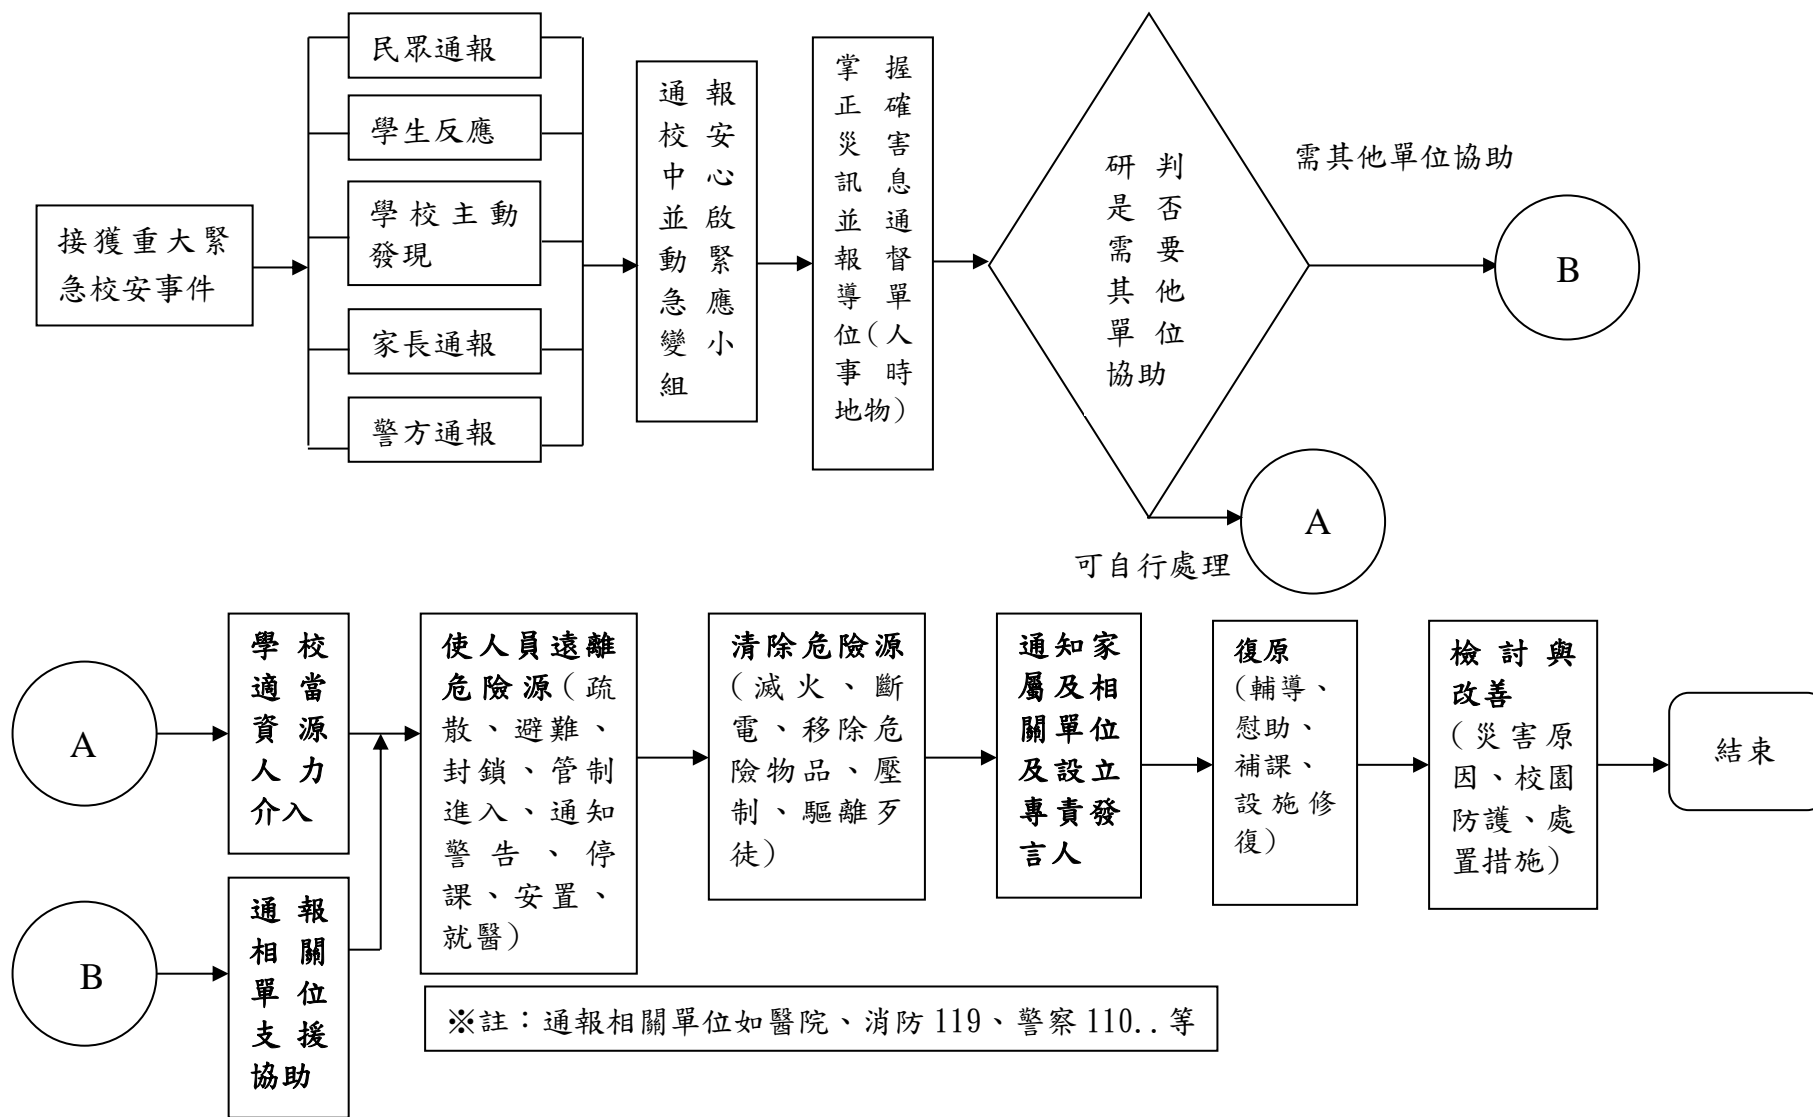 接獲重大緊
急校安事件
民眾通報
學生反應
學校主動
發現
家長通報
警方通報
通報
校安
中心
並啟
動緊
急應
變小
組
掌握
正確
災害
訊息
並通
報督
導單
位(人
事時
地物)
研判
是否
需要
其他
單位
協助
需其他單位協助
B
可自行處理
A
A
學校
適當
資源
人力
介入
B
通報
相關
單位
支援
協助
使人員遠離
危險源(疏
散、避難、
封鎖、管制
進入、通知
警告、停
課、安置、
就醫)
清除危險源
(滅火、斷
電、移除危
險物品、壓
制、驅離歹
徒)
通知家
屬及相
關單位
及設立
專責發
言人
復原
(輔導、
慰助、
補課、
設施修
復)
檢討與
改善
(災害原
因、校園
防護、處
置措施)
結束
※註：通報相關單位如醫院、消防 119、警察 110..等